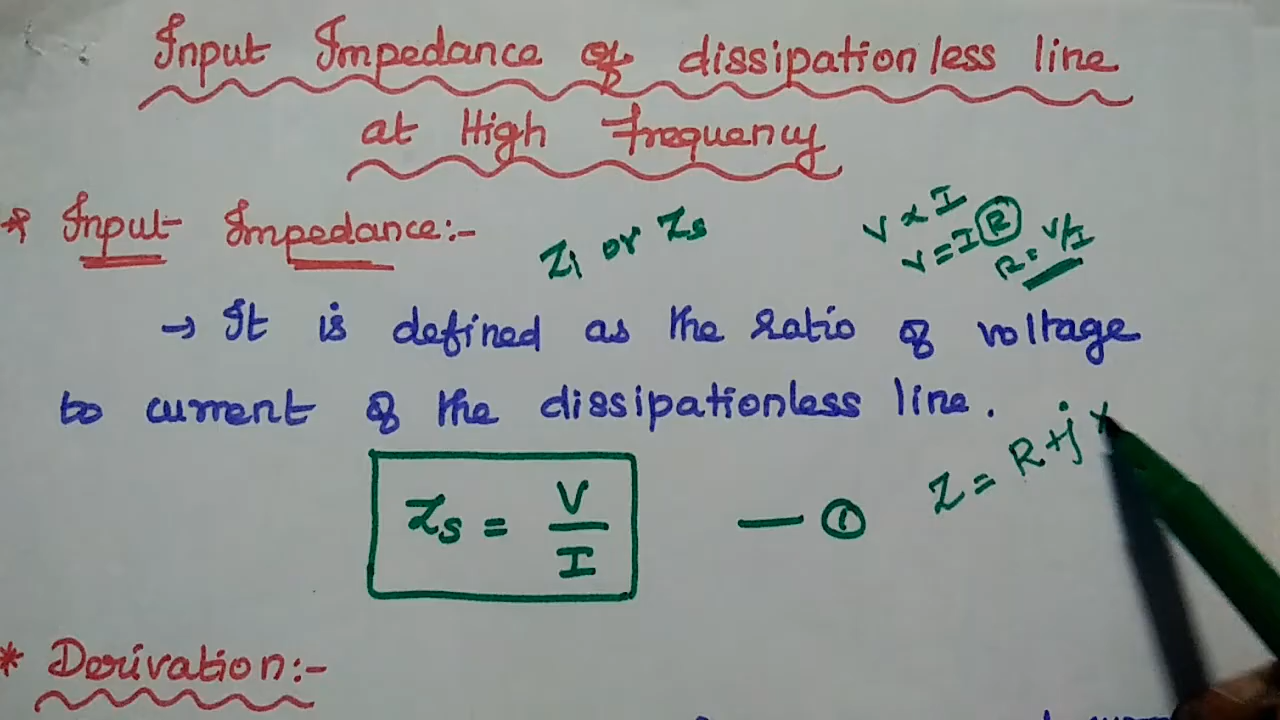 Input Impedance of dissipationless line
at High Frequency
* Input Impedance:-
Zi or Zs
V ∝ I
V = I R
R = V/I
→ It is defined as the ratio of voltage
to current of the dissipationless line.
Z = R + j X
Zs = V/I — ①
* Derivation:-